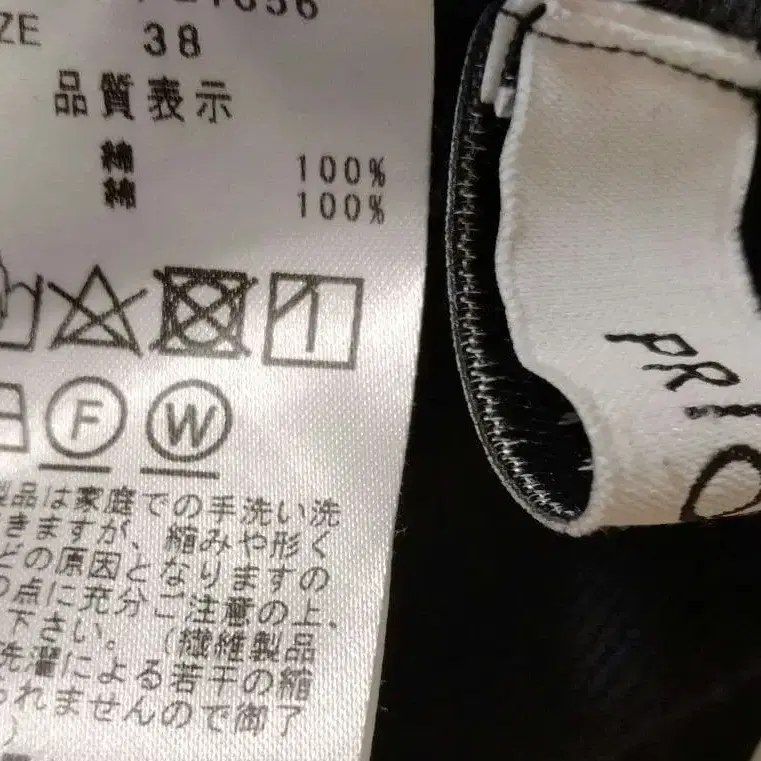 ZE 38
品質表示
綿 100%
綿 100%
F W
製品は家庭での手洗い洗
きますが、縮みや形く
どの原因となりますの
の点に充分ご注意の上、
下さい。(繊維製品
洗濯による若干の縮
られませんので御了
)
PRI